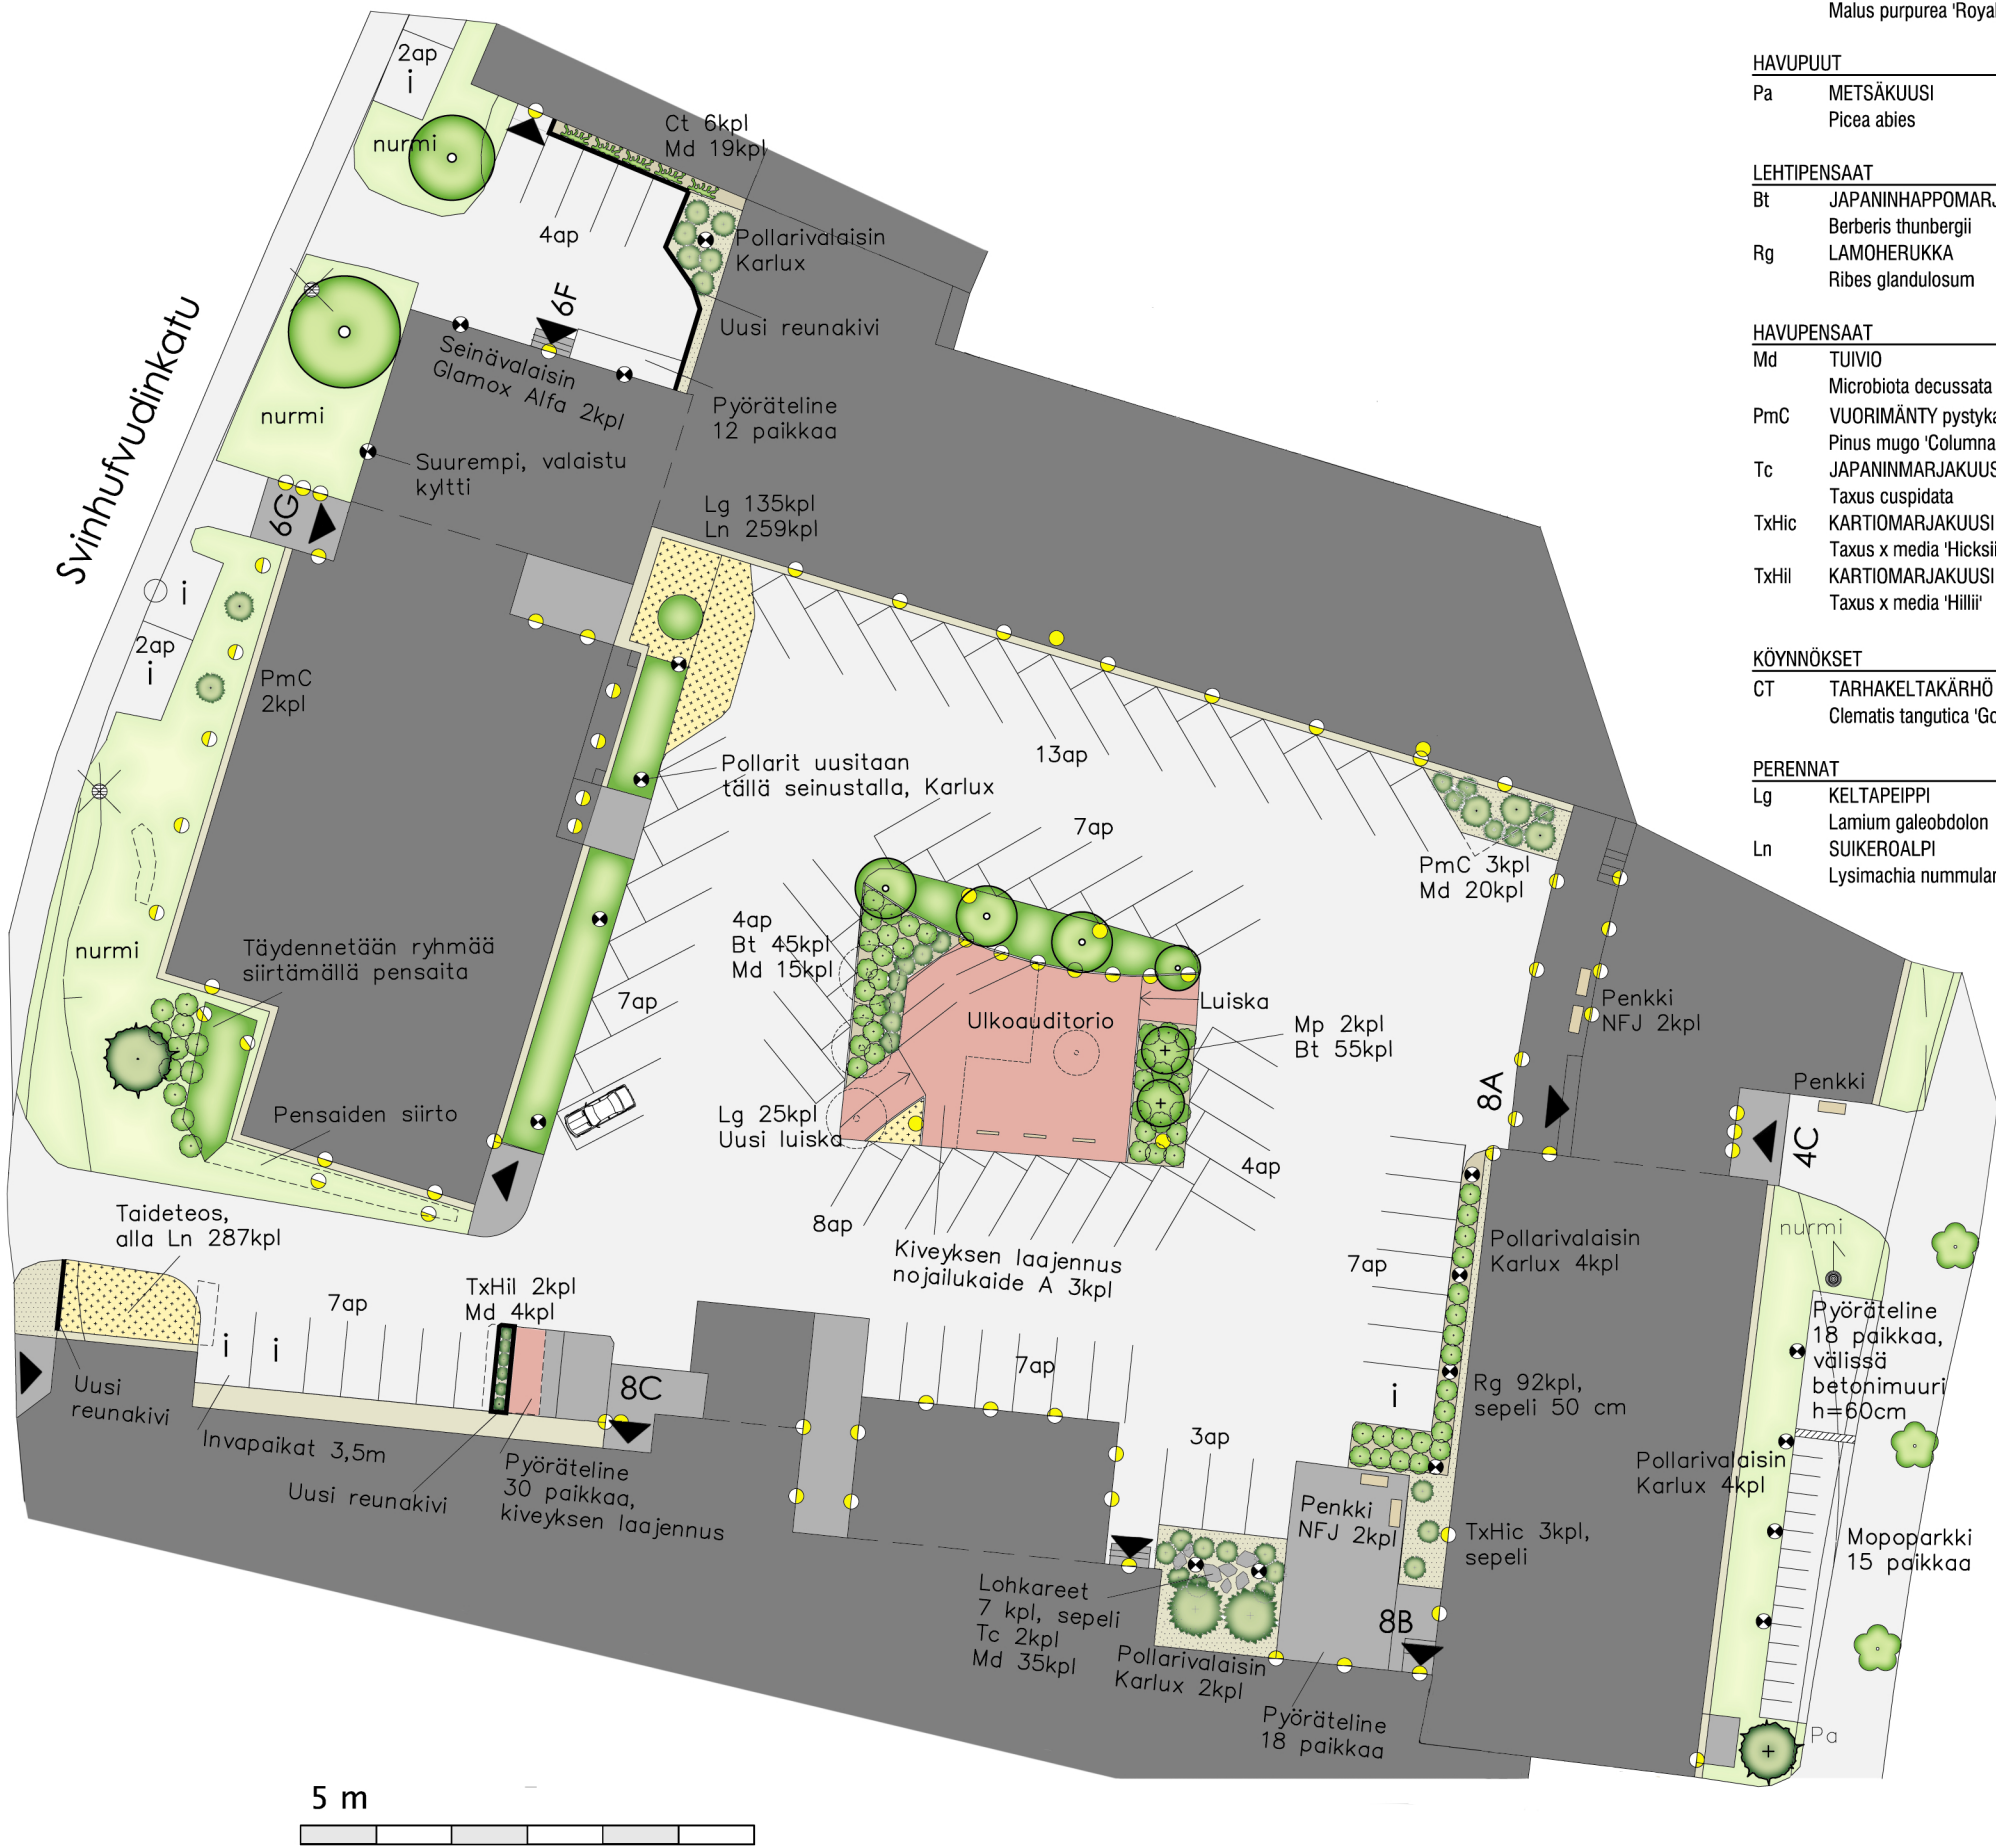 2ap
i
nurmi
Ct 6kpl
Md 19kpl
4ap
Pollarivalaisin
Karlux
6F
Uusi reunakivi
Seinävalaisin
Glamox Alfa 2kpl
Pyöräteline
12 paikkaa
Svinhufvudinkatu
nurmi
Suurempi, valaistu
kyltti
6G
Lg 135kpl
Ln 259kpl
i
2ap
i
PmC
2kpl
13ap
Pollarit uusitaan
tällä seinustalla, Karlux
7ap
PmC 3kpl
Md 20kpl
4ap
Bt 45kpl
Md 15kpl
nurmi
Täydennetään ryhmää
siirtämällä pensaita
7ap
Ulkoauditorio
Luiska
Mp 2kpl
Bt 55kpl
Penkki
NFJ 2kpl
8A
Penkki
4C
Pensaiden siirto
Lg 25kpl
Uusi luiska
4ap
8ap
Kiveyksen laajennus
nojailukaide A 3kpl
Taideteos,
alla Ln 287kpl
7ap
i
i
TxHil 2kpl
Md 4kpl
8C
Uusi
reunakivi
Invapaikat 3,5m
Uusi reunakivi
Pyöräteline
30 paikkaa,
kiveyksen laajennus
7ap
3ap
7ap
i
Pollarivalaisin
Karlux 4kpl
Rg 92kpl,
sepeli 50 cm
nurmi
Pyöräteline
18 paikkaa,
välissä
betonimuuri
h=60cm
Pollarivalaisin
Karlux 4kpl
Mopoparkki
15 paikkaa
Penkki
NFJ 2kpl
TxHic 3kpl,
sepeli
8B
Lohkareet
7 kpl, sepeli
Tc 2kpl
Md 35kpl
Pollarivalaisin
Karlux 2kpl
Pyöräteline
18 paikkaa
Pa
5 m
Malus purpurea 'Royal
HAVUPUUT
Pa METSÄKUUSI
Picea abies
LEHTIPENSAAT
Bt JAPANINHAPPOMARJ
Berberis thunbergii
Rg LAMOHERUKKA
Ribes glandulosum
HAVUPENSAAT
Md TUIVIO
Microbiota decussata
PmC VUORIMÄNTY pystyka
Pinus mugo 'Columna
Tc JAPANINMARJAKUUS
Taxus cuspidata
TxHic KARTIOMARJAKUUSI
Taxus x media 'Hicksii
TxHil KARTIOMARJAKUUSI
Taxus x media 'Hillii'
KÖYNNÖKSET
CT TARHAKELTAKÄRHÖ
Clematis tangutica 'Go
PERENNAT
Lg KELTAPEIPPI
Lamium galeobdolon
Ln SUIKEROALPI
Lysimachia nummular